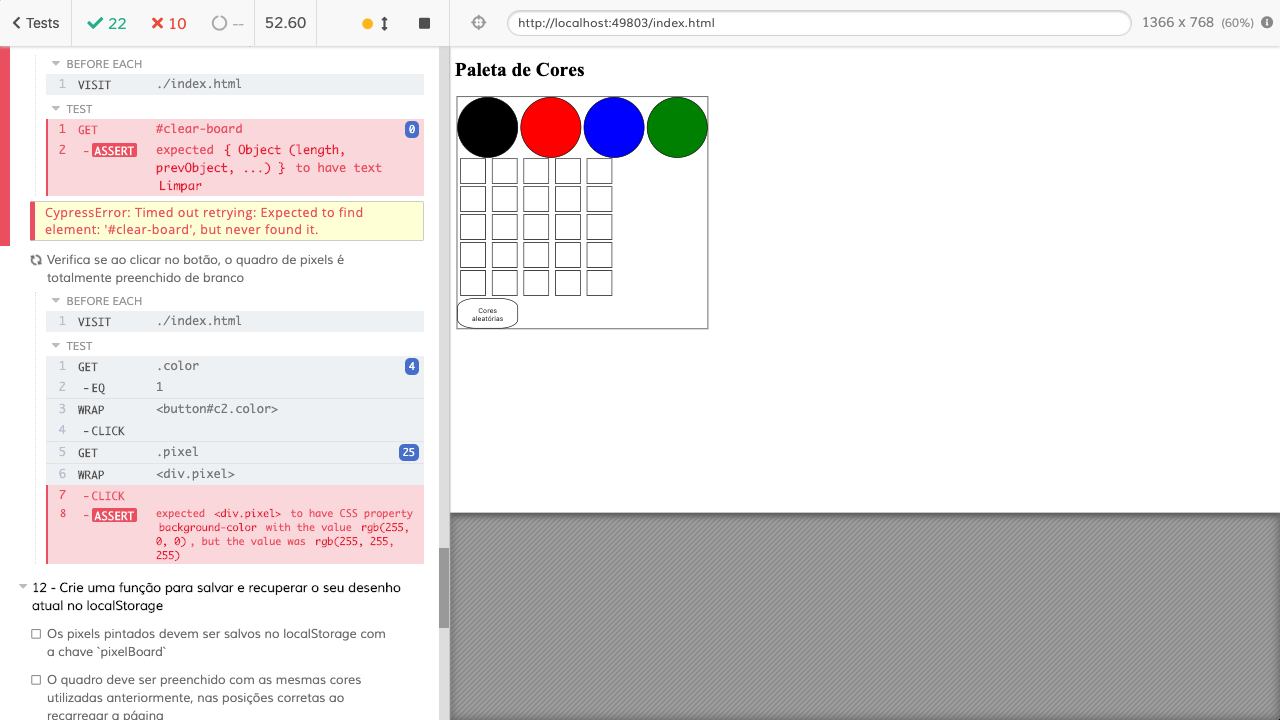 Tests
22
10
--
52.60
http://localhost:49803/index.html
1366 x 768 (60%)
BEFORE EACH
1 VISIT ./index.html
TEST
1 GET #clear-board 0
2 -ASSERT expected { Object (length,
prevObject, ...) } to have text
Limpar
CypressError: Timed out retrying: Expected to find
element: '#clear-board', but never found it.
Verifica se ao clicar no botão, o quadro de pixels é
totalmente preenchido de branco
BEFORE EACH
1 VISIT ./index.html
TEST
1 GET .color 4
2 -EQ 1
3 WRAP <button#c2.color>
4 -CLICK
5 GET .pixel 25
6 WRAP <div.pixel>
7 -CLICK
8 -ASSERT expected <div.pixel> to have CSS property
background-color with the value rgb(255,
0, 0), but the value was rgb(255, 255,
255)
12 - Crie uma função para salvar e recuperar o seu desenho
atual no localStorage
Os pixels pintados devem ser salvos no localStorage com
a chave `pixelBoard`
O quadro deve ser preenchido com as mesmas cores
utilizadas anteriormente, nas posições corretas ao
recarregar a página
Paleta de Cores
Cores
aleatórias